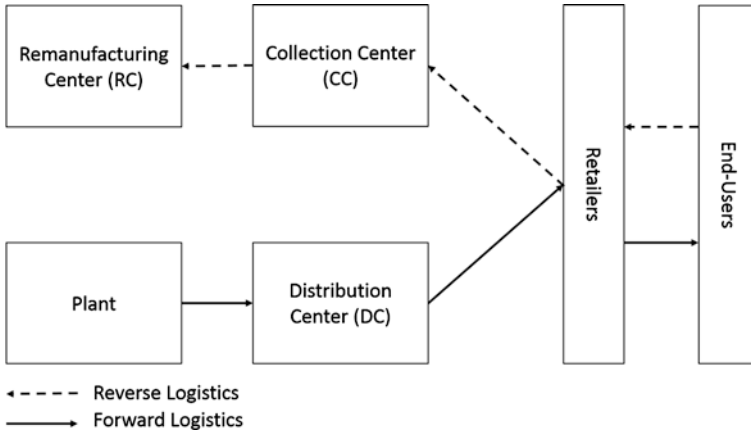 Remanufacturing
Center (RC)
Collection Center
(CC)
Retailers
End-Users
Plant
Distribution
Center (DC)
Reverse Logistics
Forward Logistics